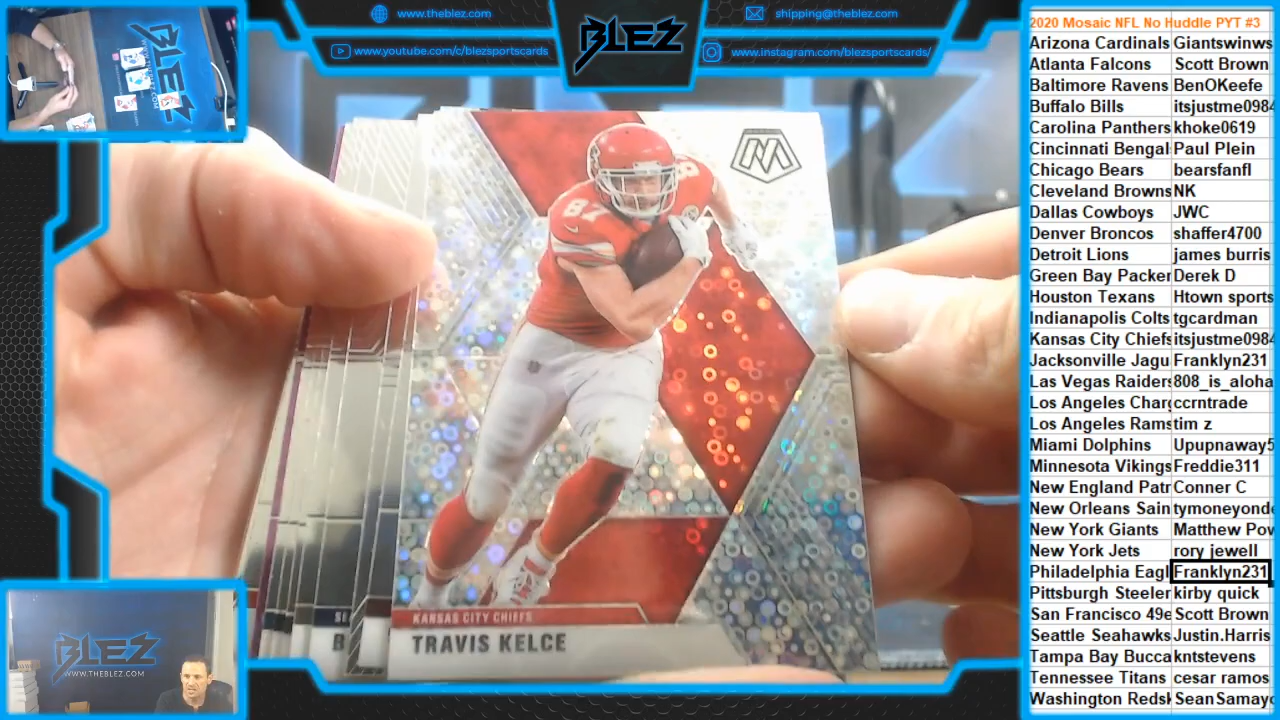 www.theblez.com
shipping@theblez.com
www.youtube.com/c/blezsportscards
www.instagram.com/blezsportscards/
BLEZ
87
KANSAS CITY CHIEFS
TRAVIS KELCE
BLEZ
WWW.THEBLEZ.COM
2020 Mosaic NFL No Huddle PYT #3
Arizona Cardinals Giantswinws
Atlanta Falcons Scott Brown
Baltimore Ravens BenOKeefe
Buffalo Bills itsjustme0984
Carolina Panthers khoke0619
Cincinnati Bengal Paul Plein
Chicago Bears bearsfanfl
Cleveland Browns NK
Dallas Cowboys JWC
Denver Broncos shaffer4700
Detroit Lions james burris
Green Bay Packer Derek D
Houston Texans Htown sports
Indianapolis Colts tgcardman
Kansas City Chiefs itsjustme0984
Jacksonville Jagu Franklyn231
Las Vegas Raiders 808_is_aloha
Los Angeles Charg ccrntrade
Los Angeles Rams tim z
Miami Dolphins Upupnaway5
Minnesota Vikings Freddie311
New England Patr Conner C
New Orleans Sain tymoneyond
New York Giants Matthew Pov
New York Jets rory jewell
Philadelphia Eagl Franklyn231
Pittsburgh Steeler kirby quick
San Francisco 49e Scott Brown
Seattle Seahawks Justin.Harris
Tampa Bay Bucca kntstevens
Tennessee Titans cesar ramos
Washington Redsk SeanSamayo